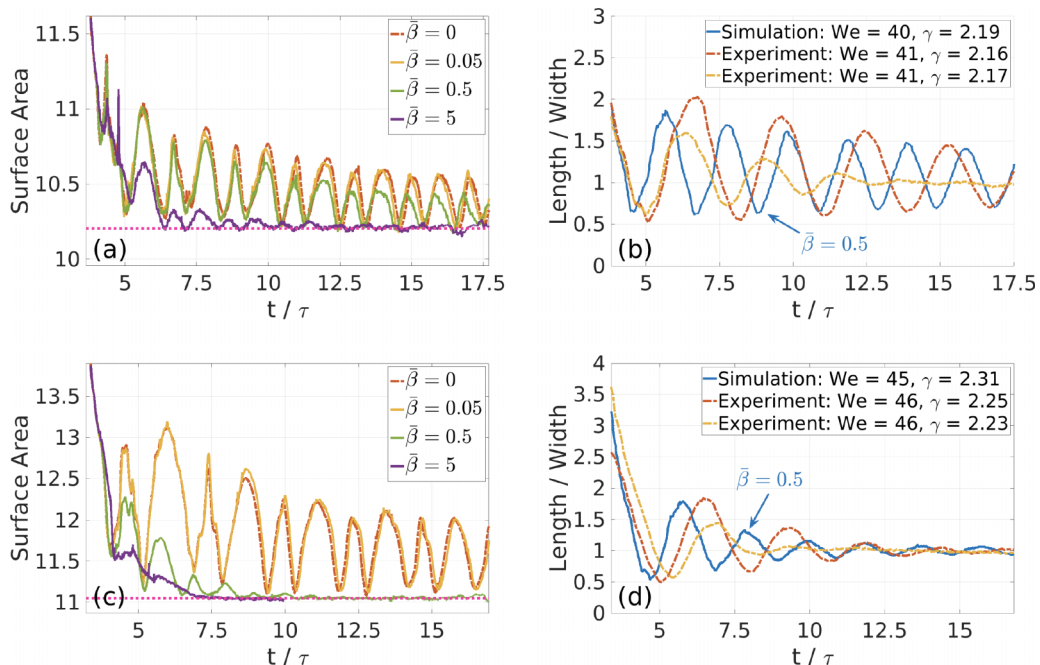 11.5
11
10.5
10
Surface Area
β̄ = 0
β̄ = 0.05
β̄ = 0.5
β̄ = 5
(a)
5 7.5 10 12.5 15 17.5
t / τ
3
2.5
2
1.5
1
0.5
0
Length / Width
Simulation: We = 40, γ = 2.19
Experiment: We = 41, γ = 2.16
Experiment: We = 41, γ = 2.17
β̄ = 0.5
(b)
5 7.5 10 12.5 15 17.5
t / τ
13.5
13
12.5
12
11.5
11
Surface Area
β̄ = 0
β̄ = 0.05
β̄ = 0.5
β̄ = 5
(c)
5 7.5 10 12.5 15
t / τ
4
3.5
3
2.5
2
1.5
1
0.5
0
Length / Width
Simulation: We = 45, γ = 2.31
Experiment: We = 46, γ = 2.25
Experiment: We = 46, γ = 2.23
β̄ = 0.5
(d)
5 7.5 10 12.5 15
t / τ